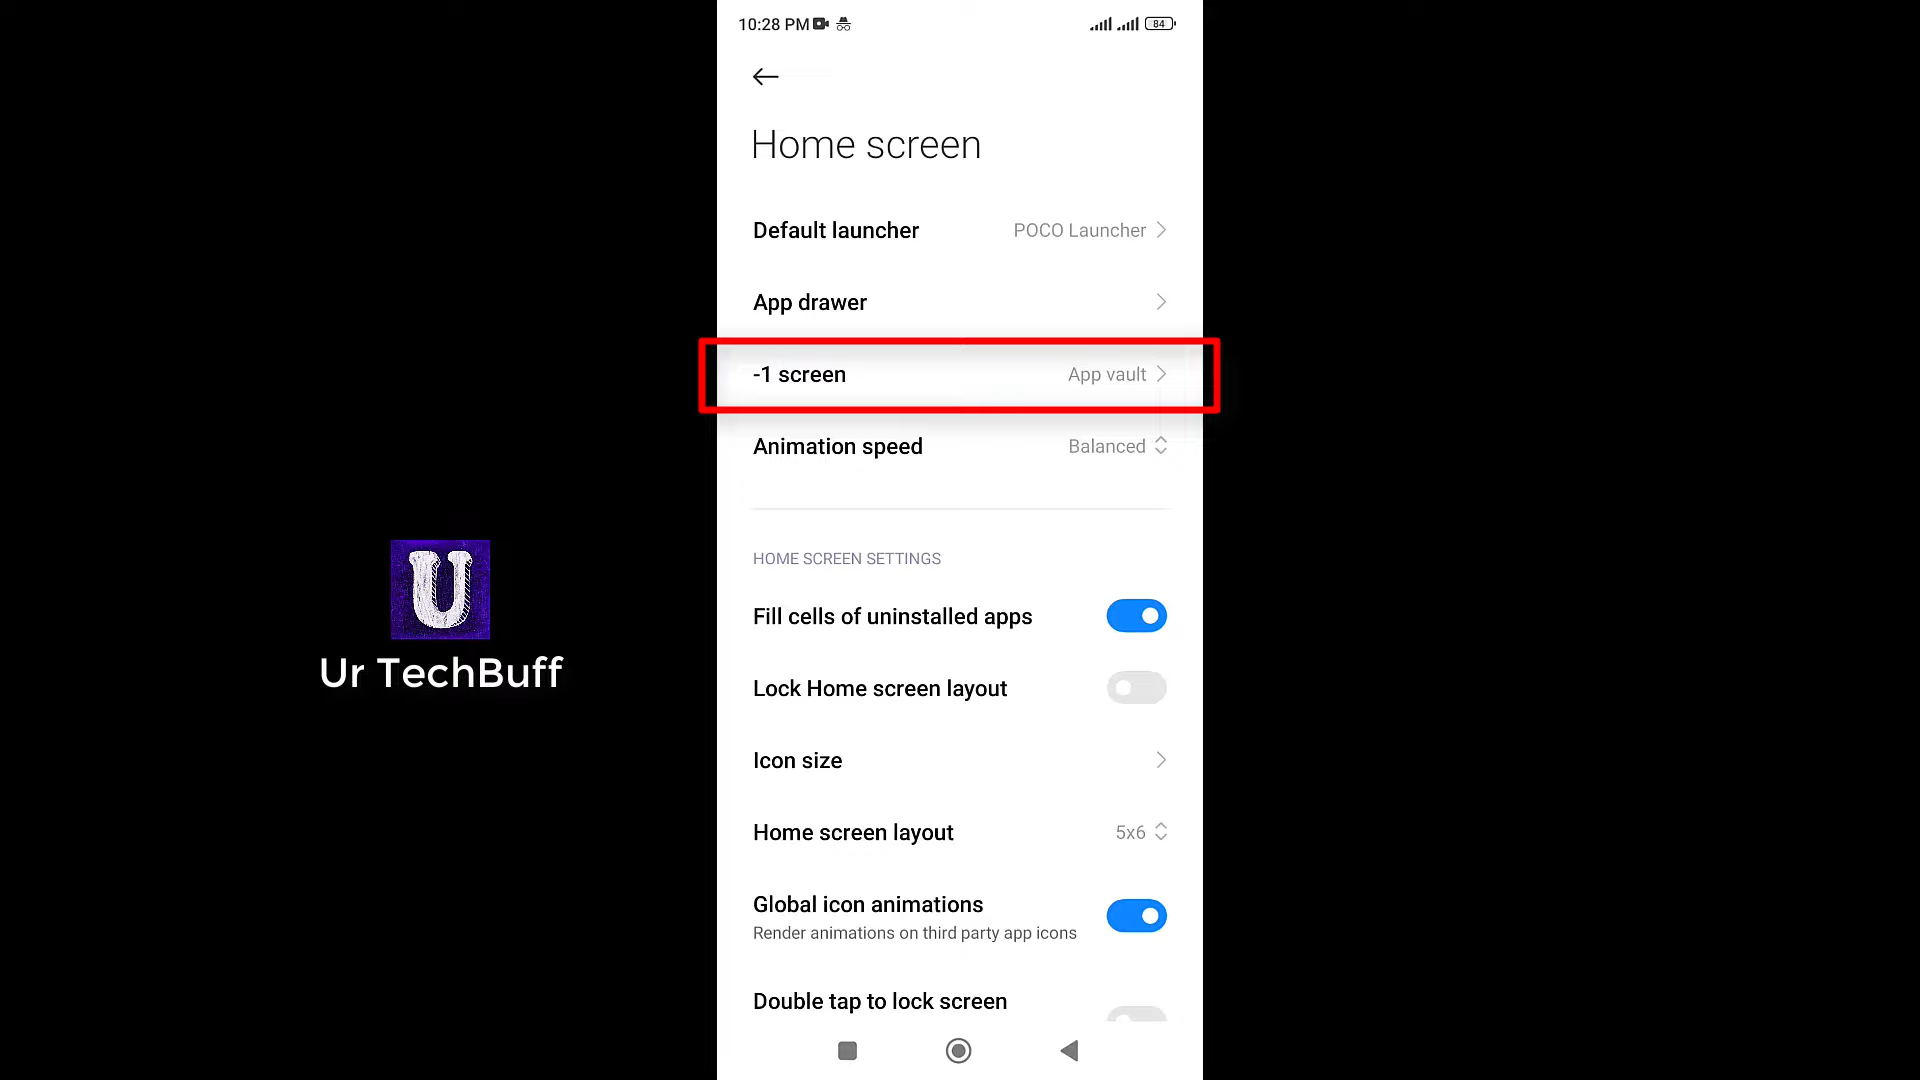 10:28 PM
84
Home screen
Default launcher POCO Launcher
App drawer
-1 screen App vault
Animation speed Balanced
HOME SCREEN SETTINGS
Fill cells of uninstalled apps
Lock Home screen layout
Icon size
Home screen layout 5x6
Global icon animations
Render animations on third party app icons
Double tap to lock screen
U
Ur TechBuff